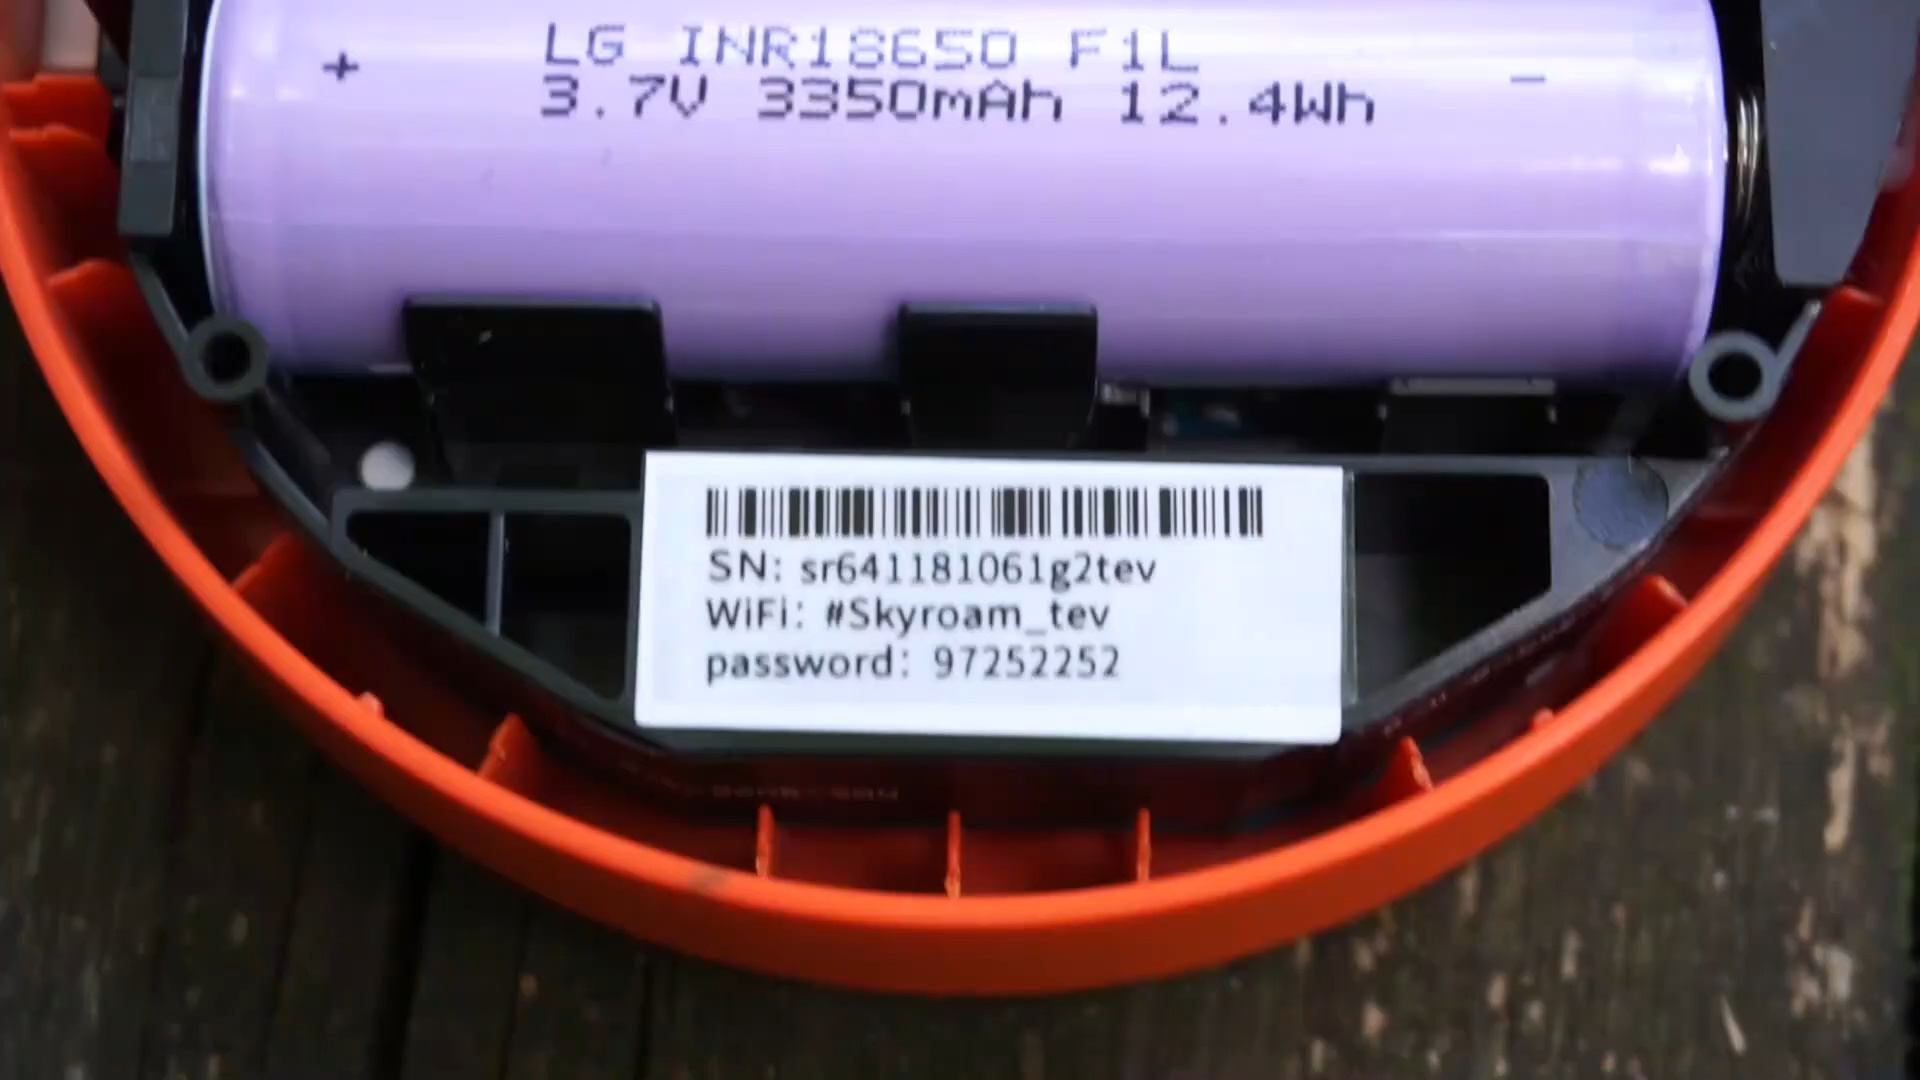 LG INR18650 F1L
+ 3.7V 3350mAh 12.4Wh -
SN: sr641181061g2tev
WiFi: #Skyroam_tev
password: 97252252